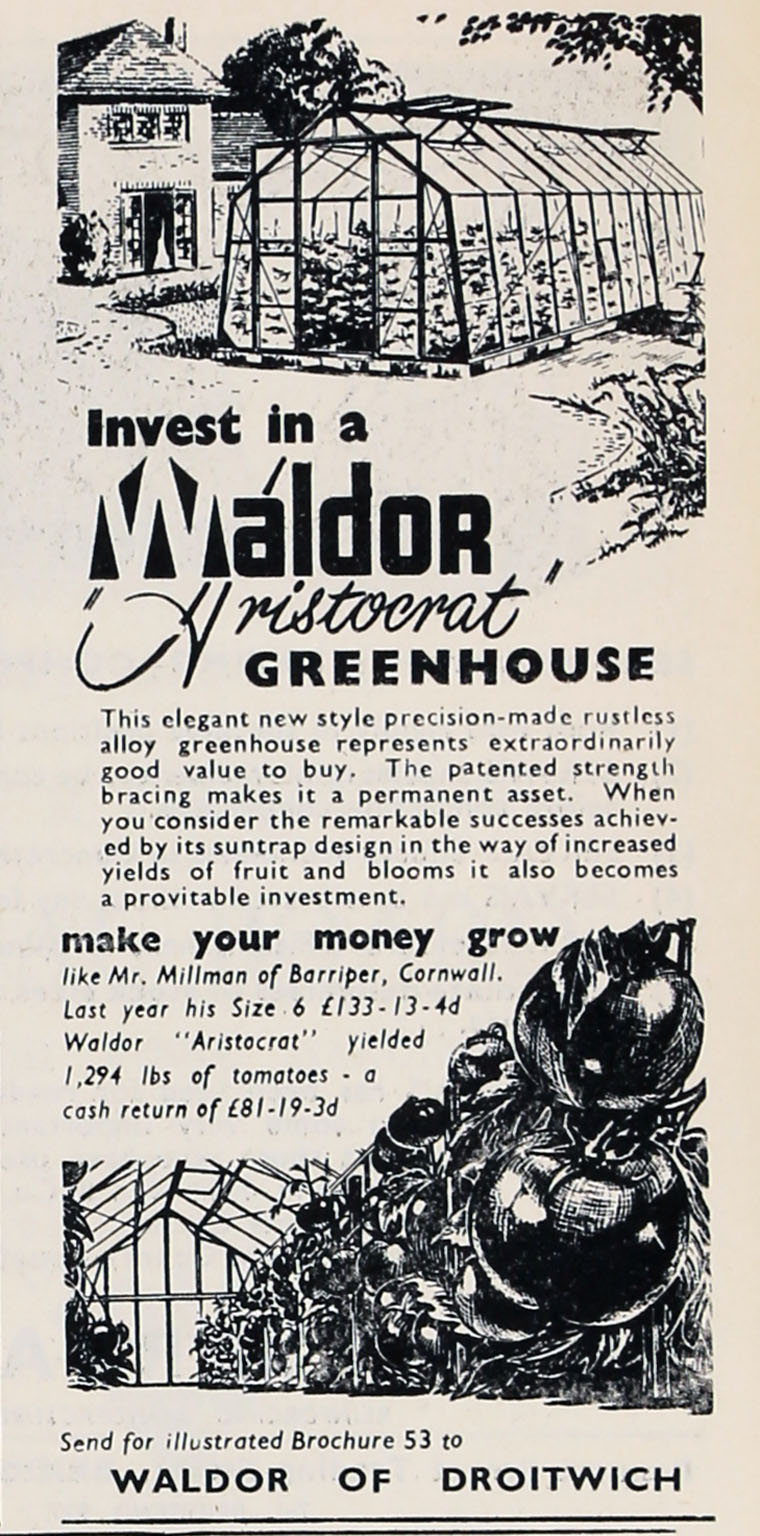 Invest in a
Waldor
"Aristocrat"
GREENHOUSE
This elegant new style precision-made rustless
alloy greenhouse represents extraordinarily
good value to buy. The patented strength
bracing makes it a permanent asset. When
you consider the remarkable successes achiev-
ed by its suntrap design in the way of increased
yields of fruit and blooms it also becomes
a provitable investment.
make your money grow
like Mr. Millman of Barriper, Cornwall.
Last year his Size 6 £133-13-4d
Waldor "Aristocrat" yielded
1,294 lbs of tomatoes - a
cash return of £81-19-3d
Send for illustrated Brochure 53 to
WALDOR OF DROITWICH